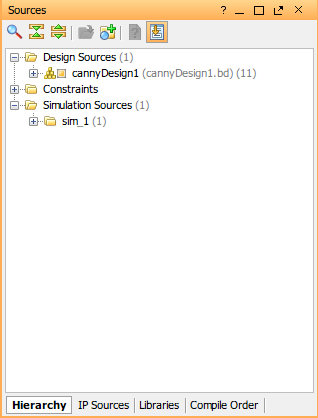 Sources
Design Sources (1)
cannyDesign1 (cannyDesign1.bd) (11)
Constraints
Simulation Sources (1)
sim_1 (1)
Hierarchy IP Sources Libraries Compile Order